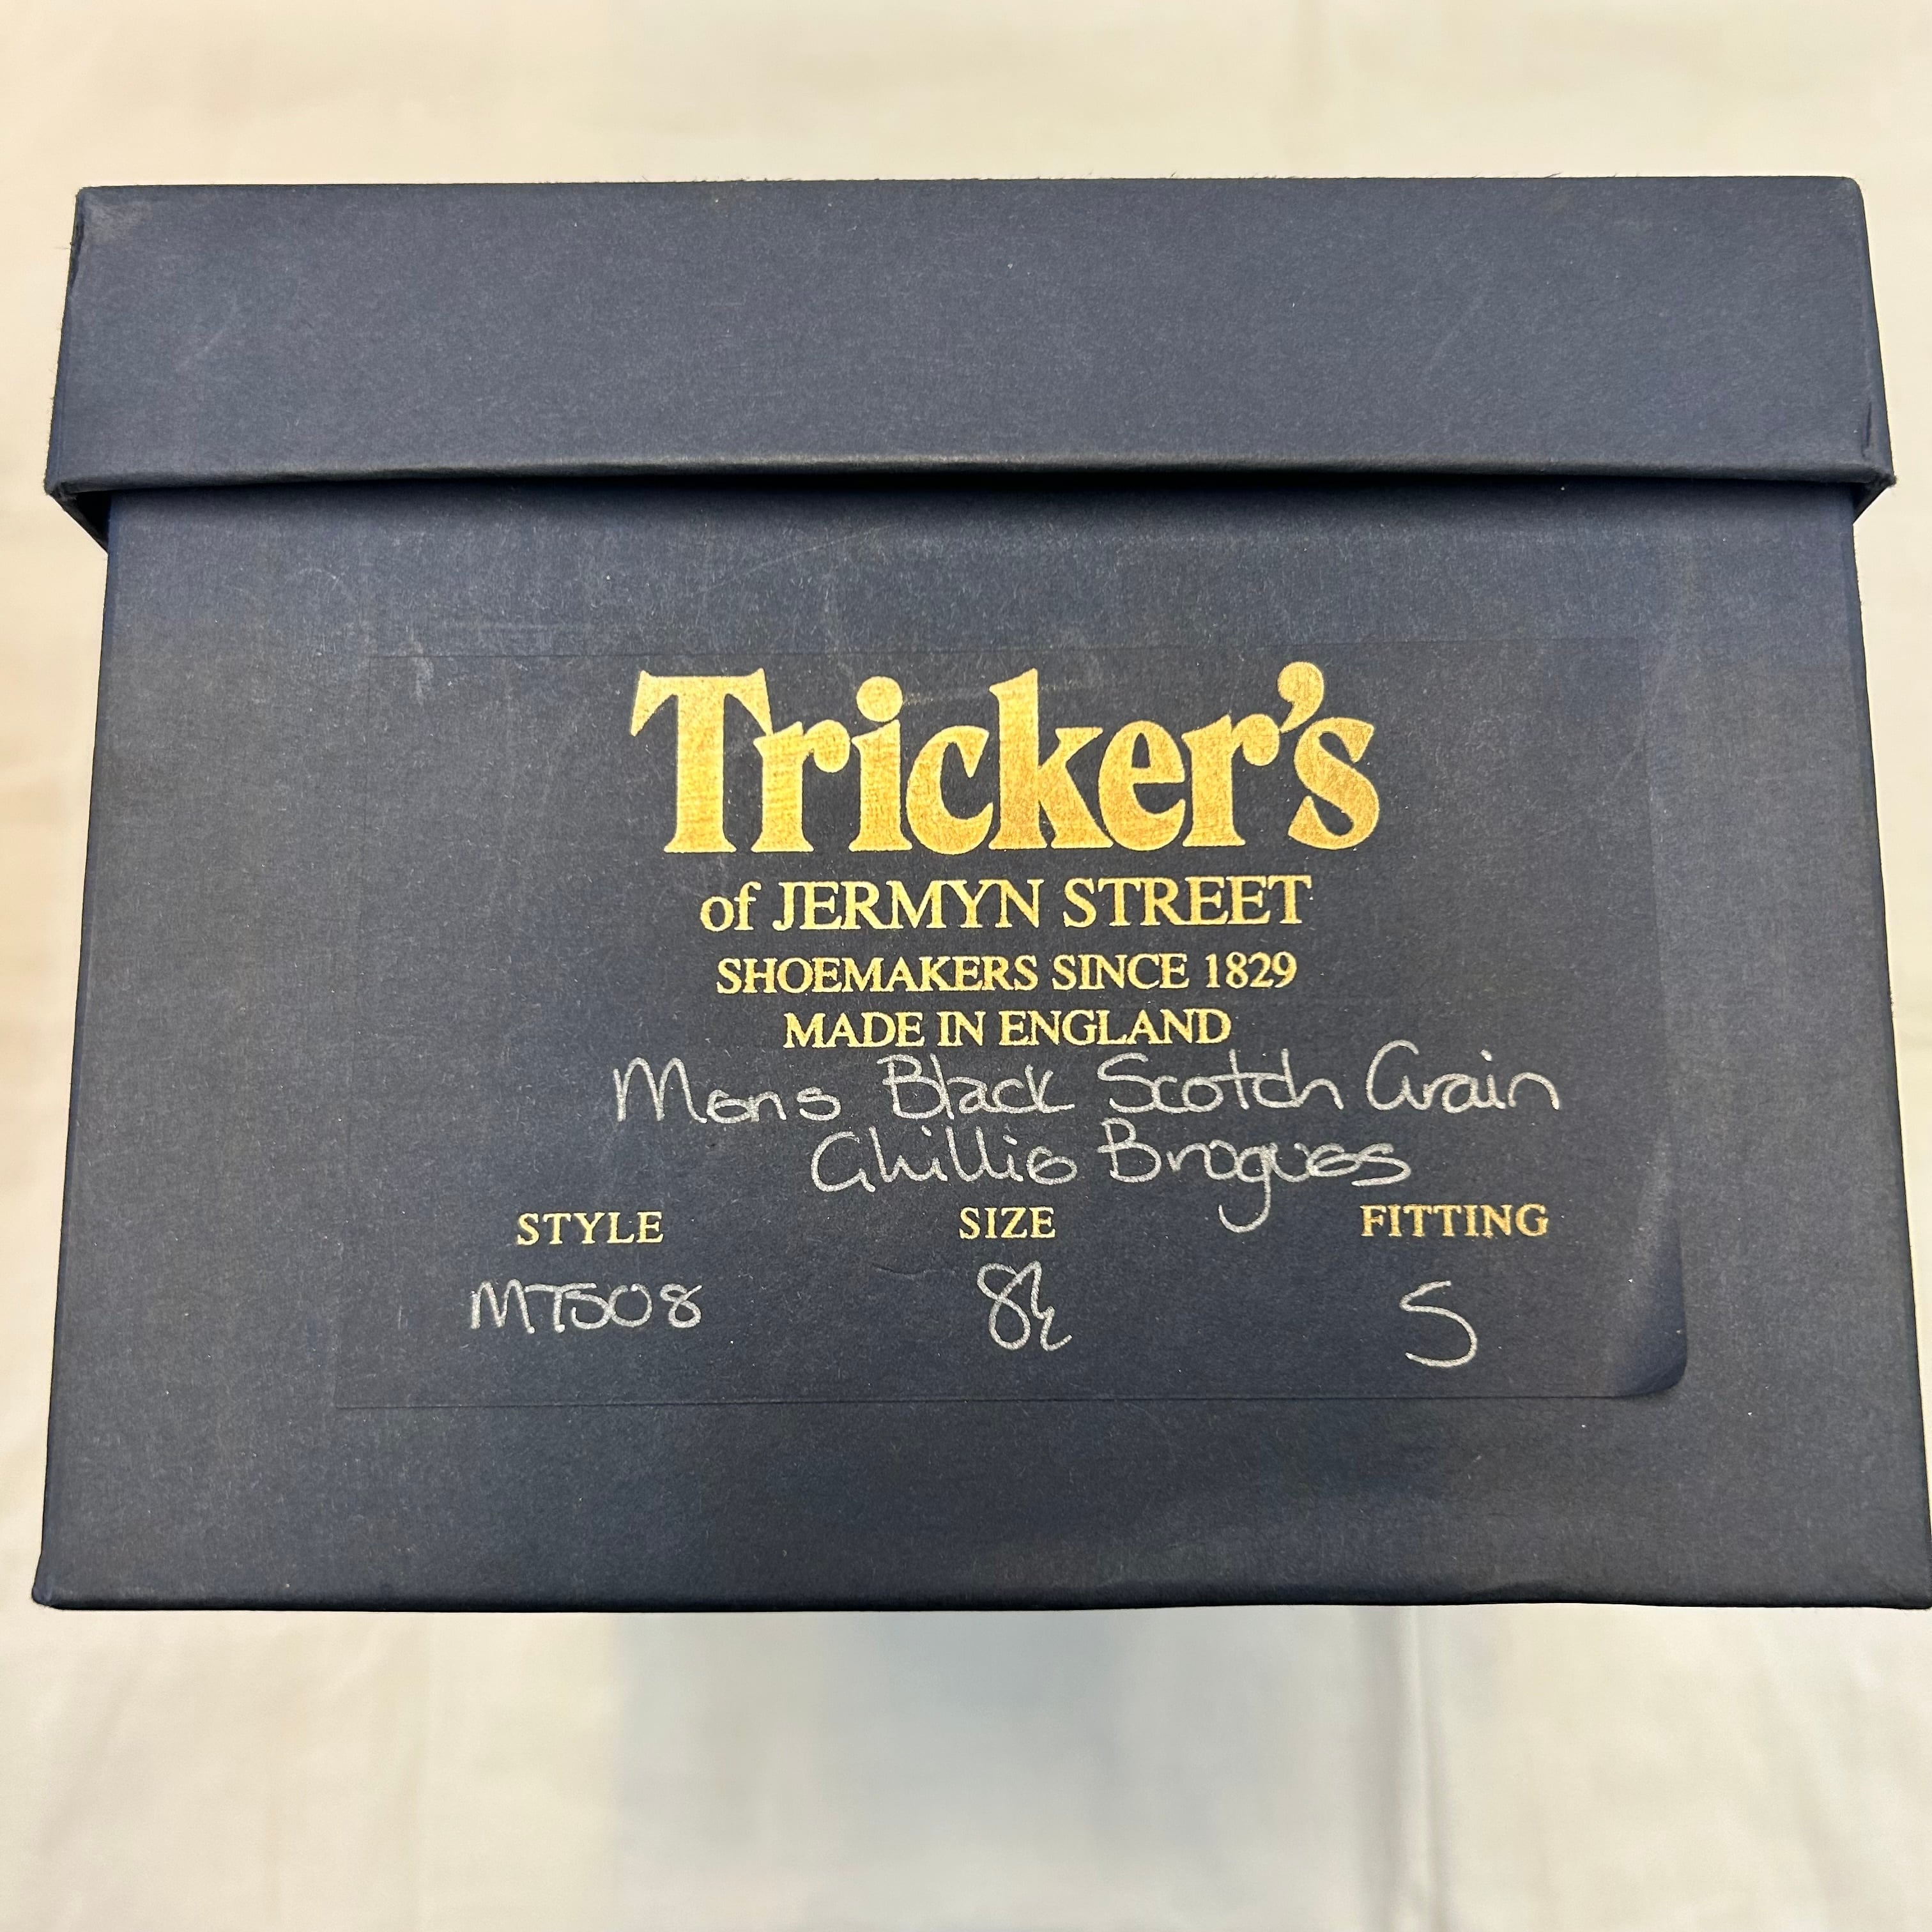 Tricker's
of JERMYN STREET
SHOEMAKERS SINCE 1829
MADE IN ENGLAND
Mens Black Scotch Grain
Ghillie Brogues
STYLE SIZE FITTING
MT508 8½ 5